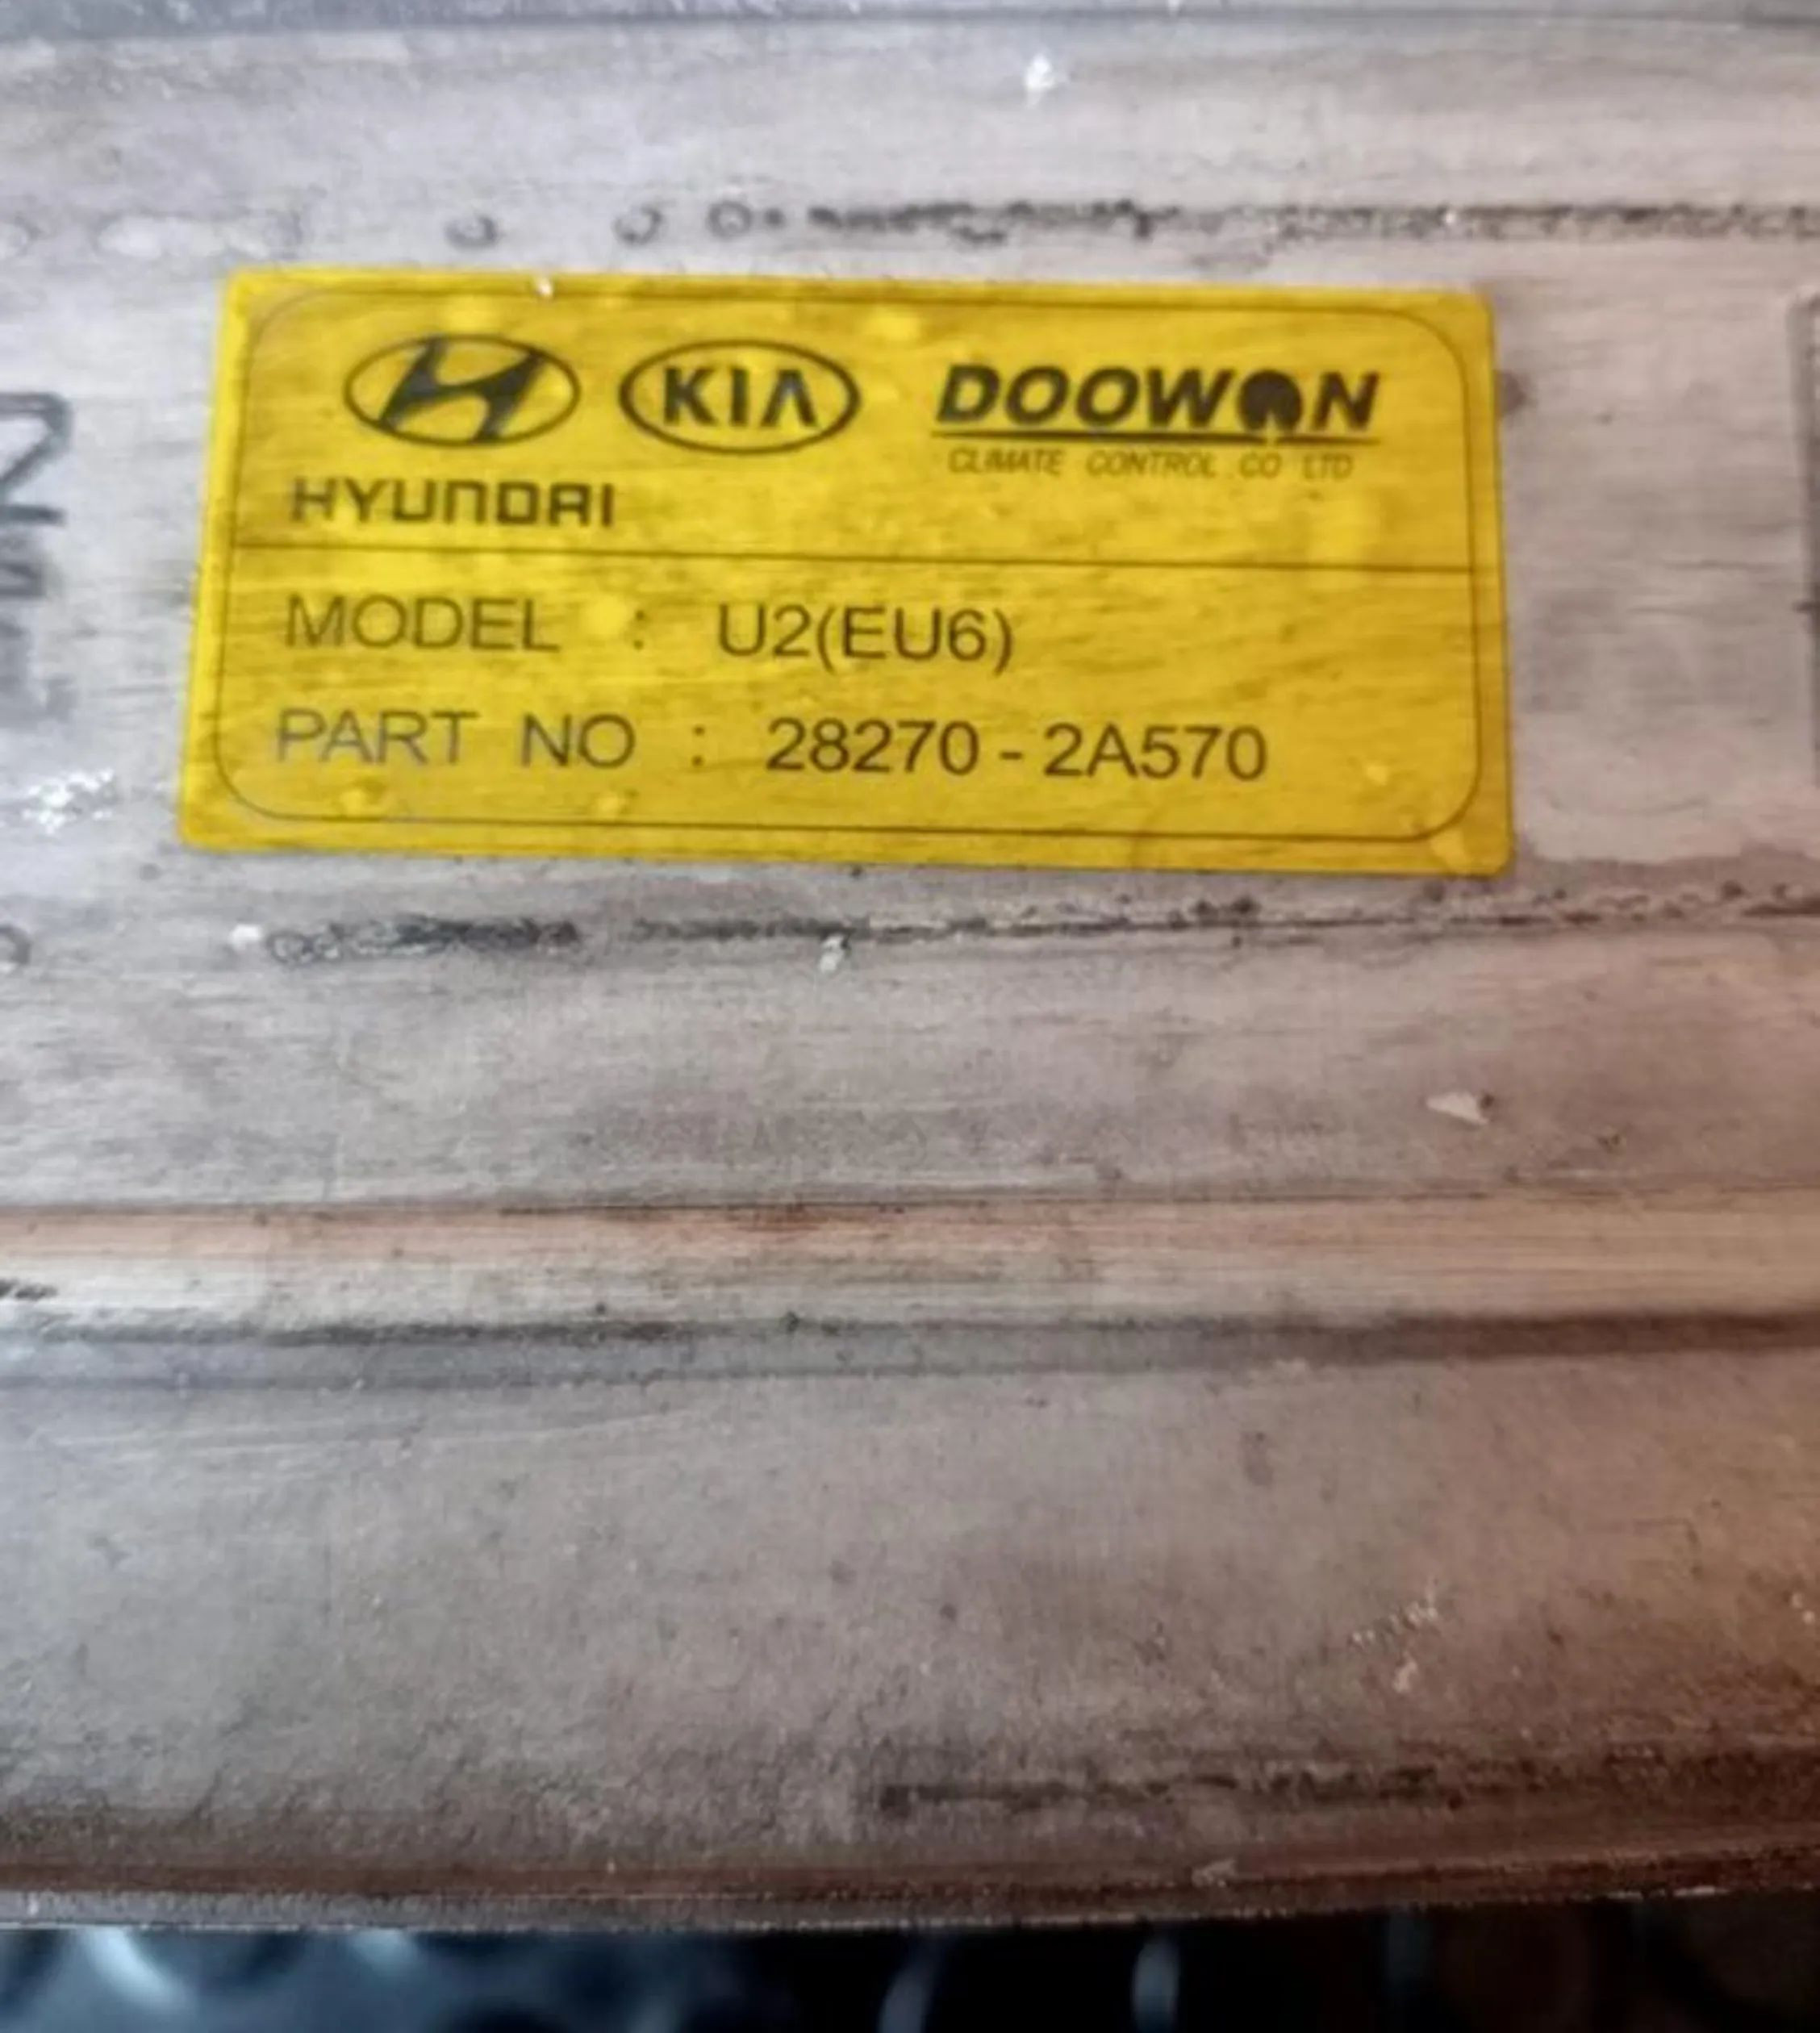 KIA DOOWON
CLIMATE CONTROL CO LTD
HYUNDAI
MODEL : U2(EU6)
PART NO : 28270-2A570